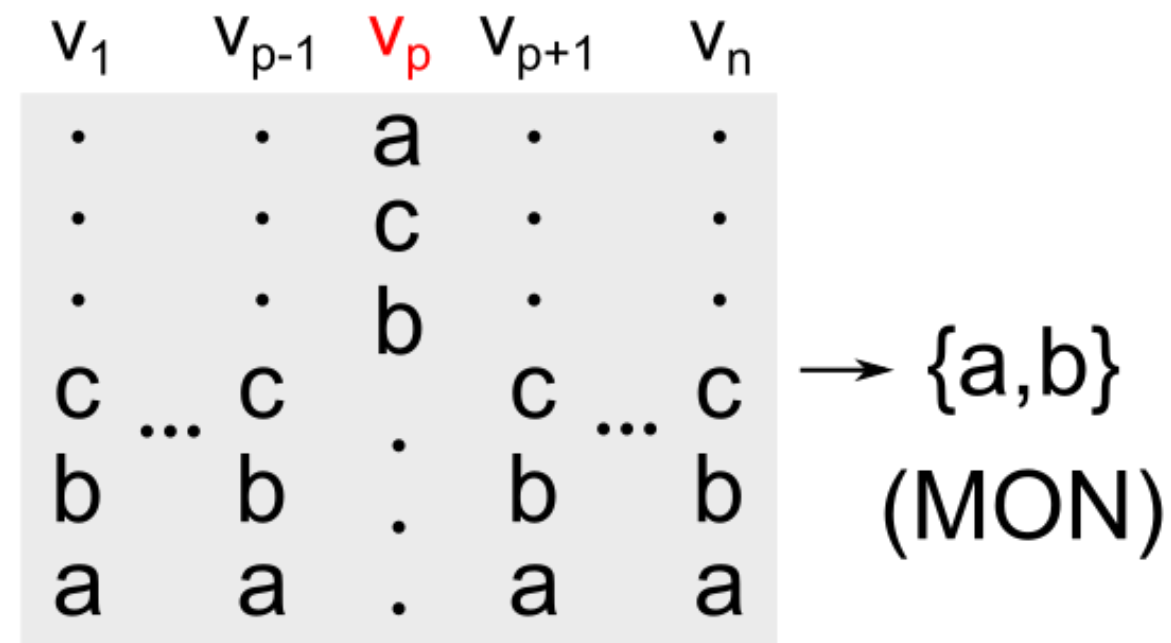 v₁ vₚ₋₁ vₚ vₚ₊₁ vₙ
. . a . .
. . c . .
. . b . .
c ... c . c ... c → {a,b}
b b . b b (MON)
a a . a a